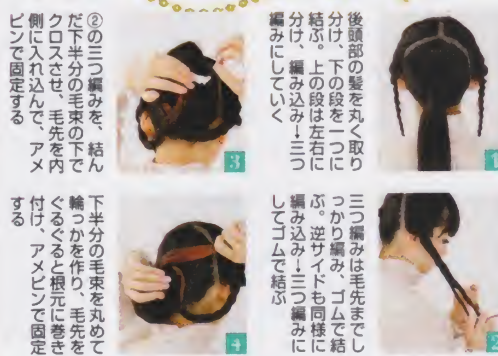 1
後頭部の髪を丸く取り
分け、下の段を一つに
結ぶ。上の段は左右に
分け、編み込み→三つ
編みにしていく
2
三つ編みは毛先までし
っかり編み、ゴムで結
ぶ。逆サイドも同様に
編み込み→三つ編みに
してゴムで結ぶ
3
②の三つ編みを、結ん
だ下半分の毛束の下で
クロスさせ、毛先を内
側に入れ込んで、アメ
ピンで固定する
4
下半分の毛束を丸めて
輪っかを作り、毛先を
ぐるぐると根元に巻き
付け、アメピンで固定
する